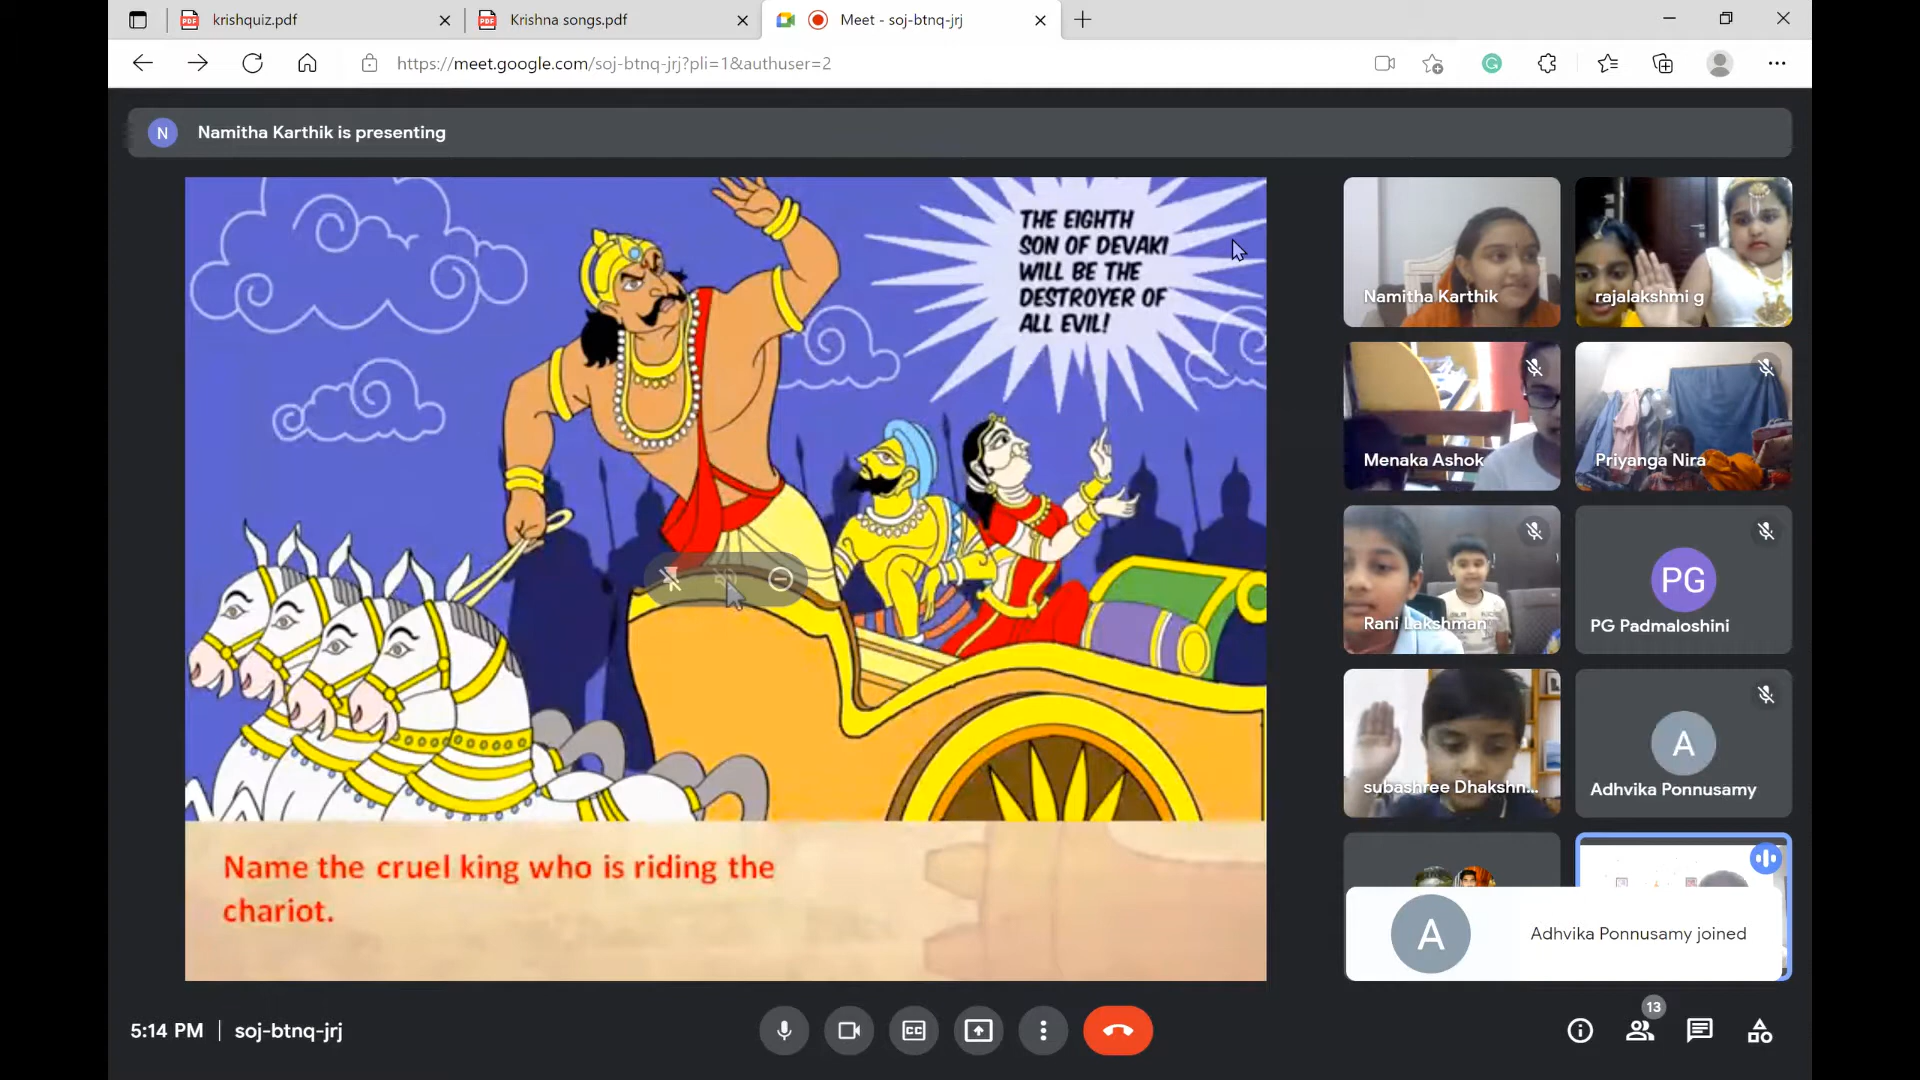 krishquiz.pdf
Krishna songs.pdf
Meet - soj-btnq-jrj
https://meet.google.com/soj-btnq-jrj?pli=1&authuser=2
N
Namitha Karthik is presenting
THE EIGHTH
SON OF DEVAKI
WILL BE THE
DESTROYER OF
ALL EVIL!
Name the cruel king who is riding the
chariot.
Namitha Karthik
rajalakshmi g
Menaka Ashok
Priyanga Nira
Rani Lakshman
PG
PG Padmaloshini
subashree Dhakshn...
A
Adhvika Ponnusamy
A
Adhvika Ponnusamy joined
5:14 PM | soj-btnq-jrj
CC
13